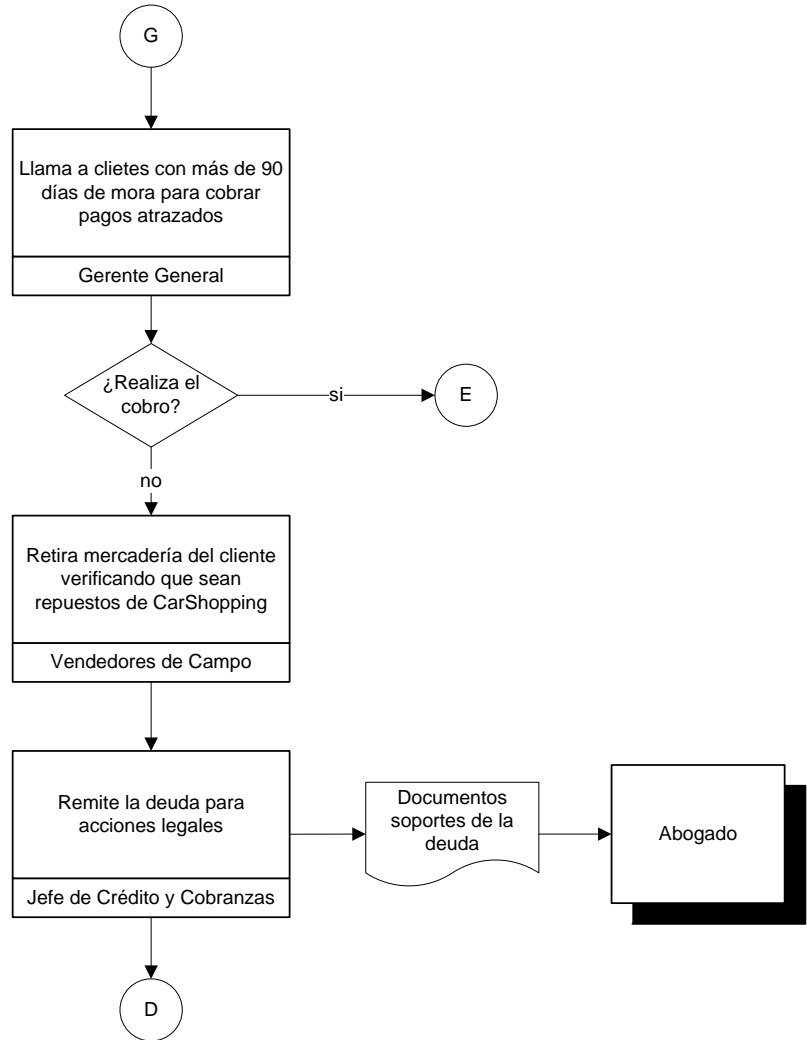 G
Llama a clietes con más de 90
días de mora para cobrar
pagos atrazados
Gerente General
¿Realiza el
cobro?
si
E
no
Retira mercadería del cliente
verificando que sean
repuestos de CarShopping
Vendedores de Campo
Remite la deuda para
acciones legales
Jefe de Crédito y Cobranzas
Documentos
soportes de la
deuda
Abogado
D